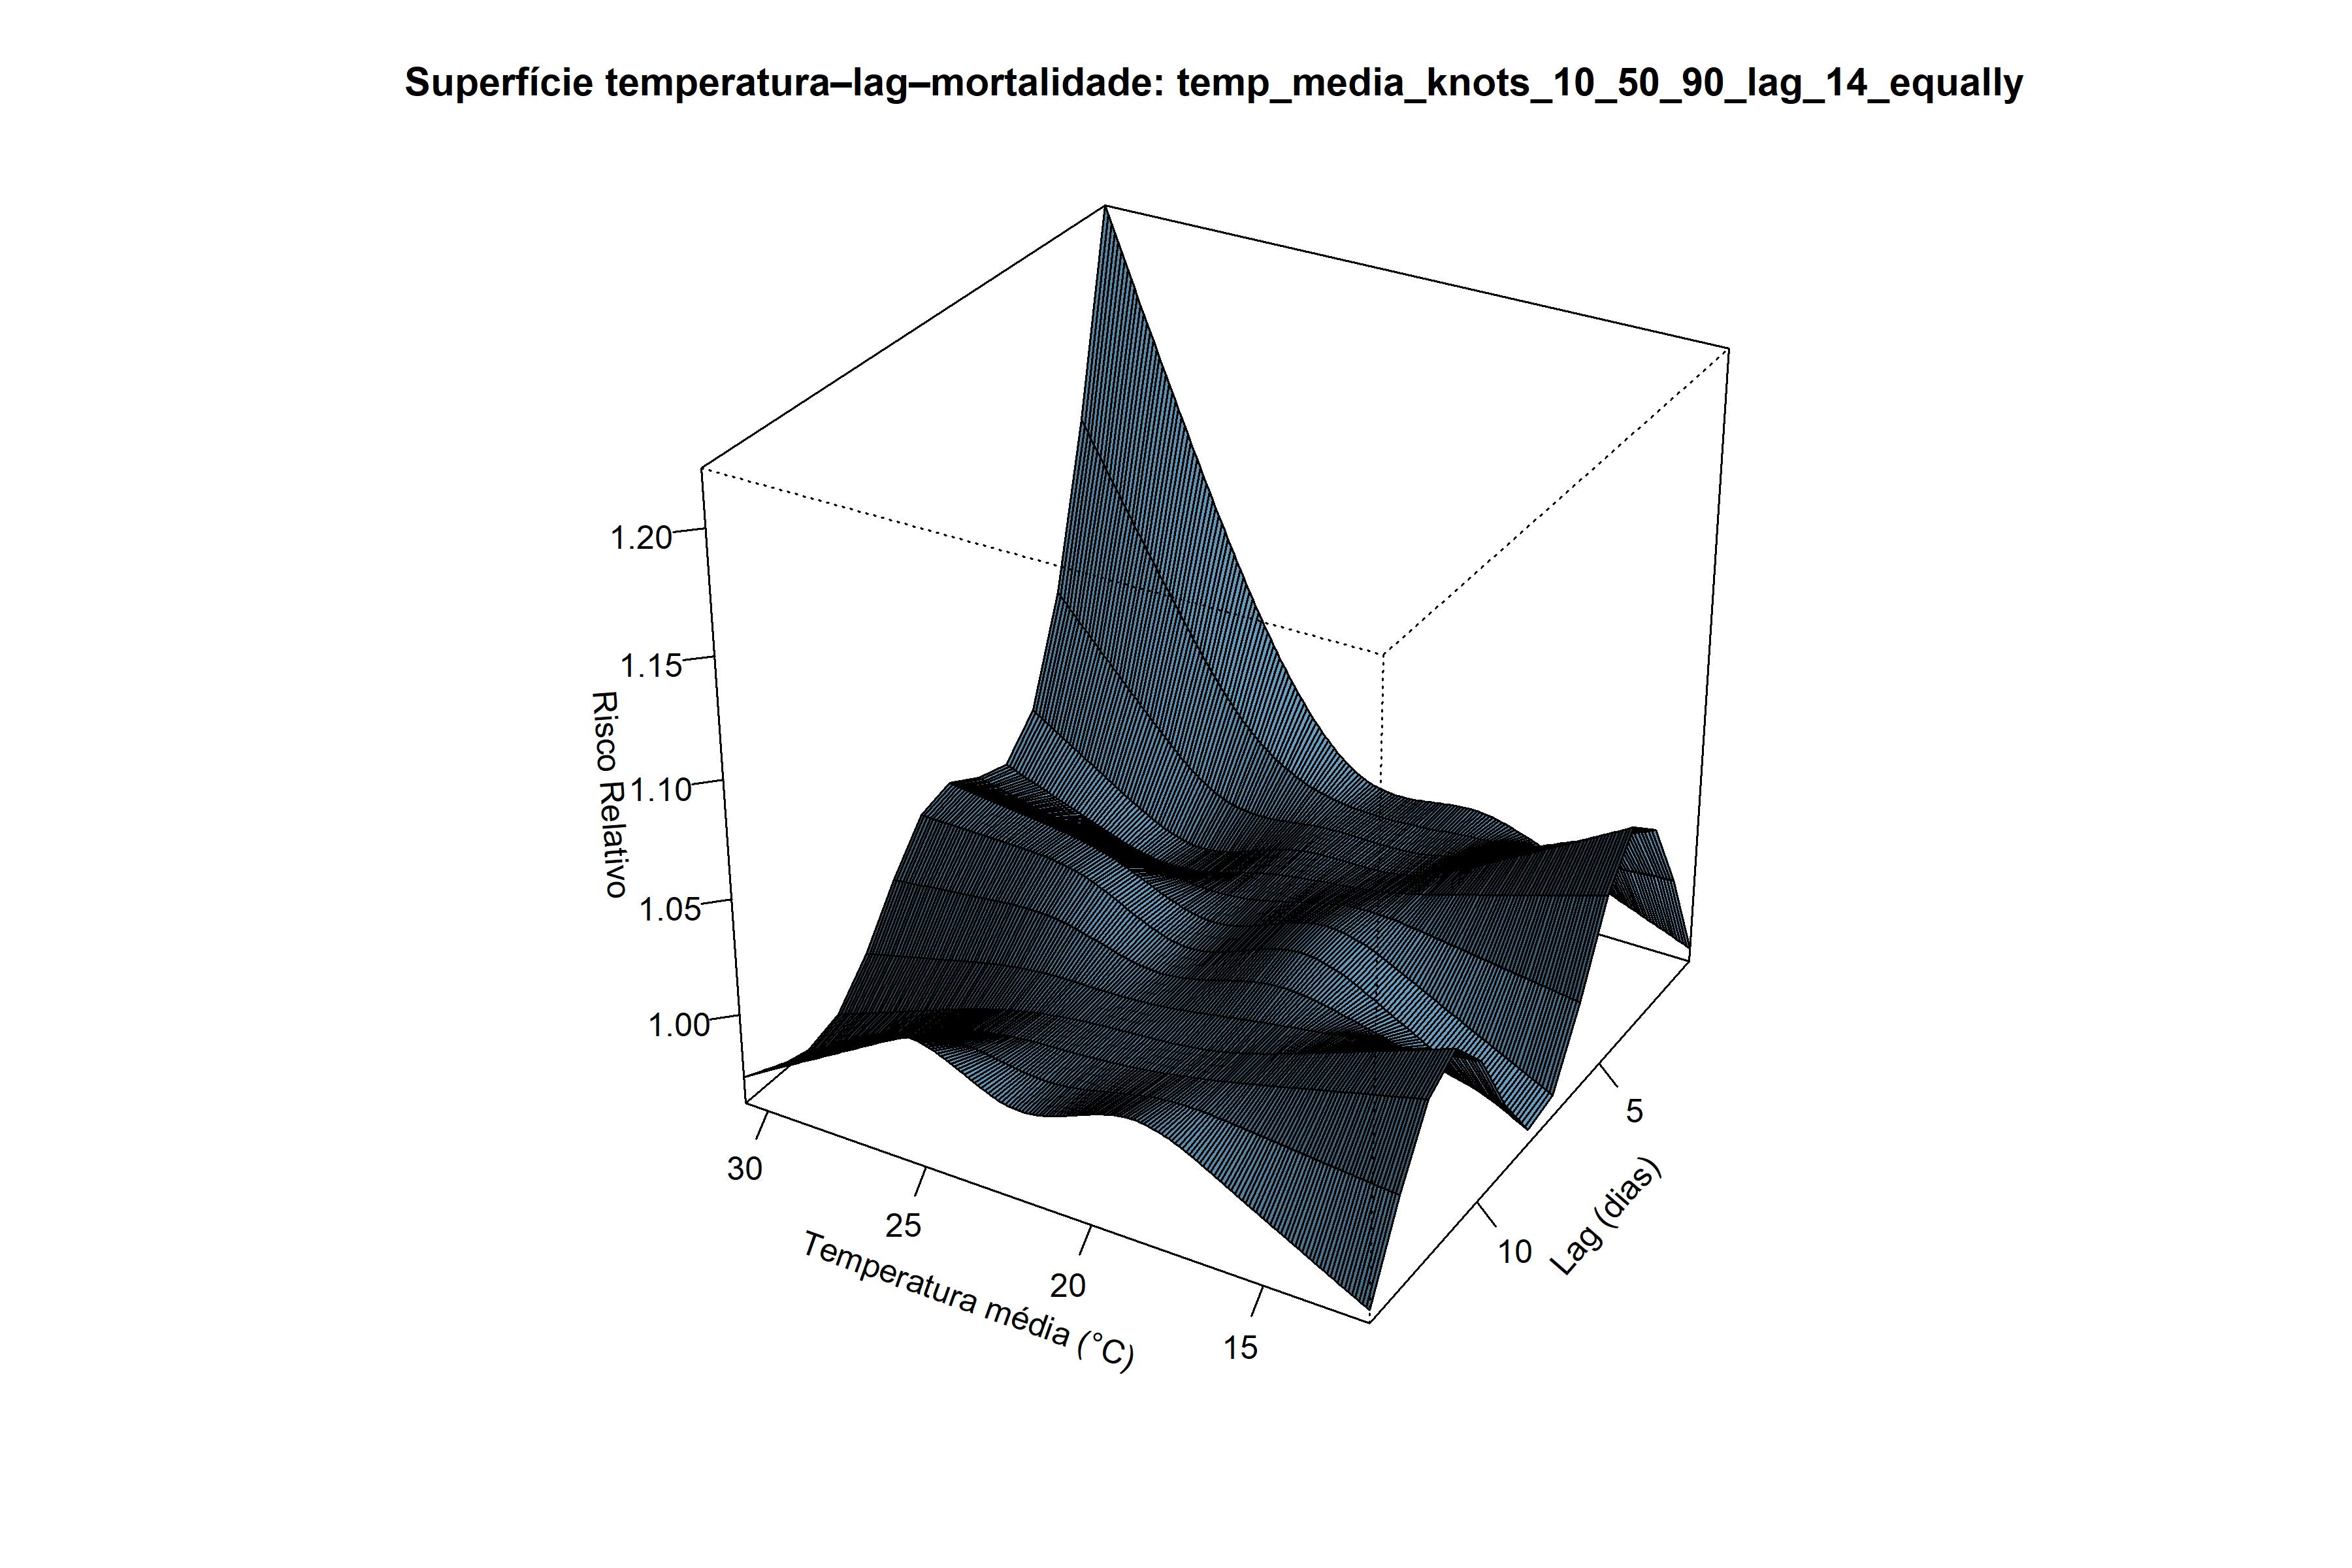 Superfície temperatura–lag–mortalidade: temp_media_knots_10_50_90_lag_14_equally
1.20
1.15
1.10
1.05
1.00
Risco Relativo
30
25
20
15
Temperatura média (°C)
5
10
Lag (dias)